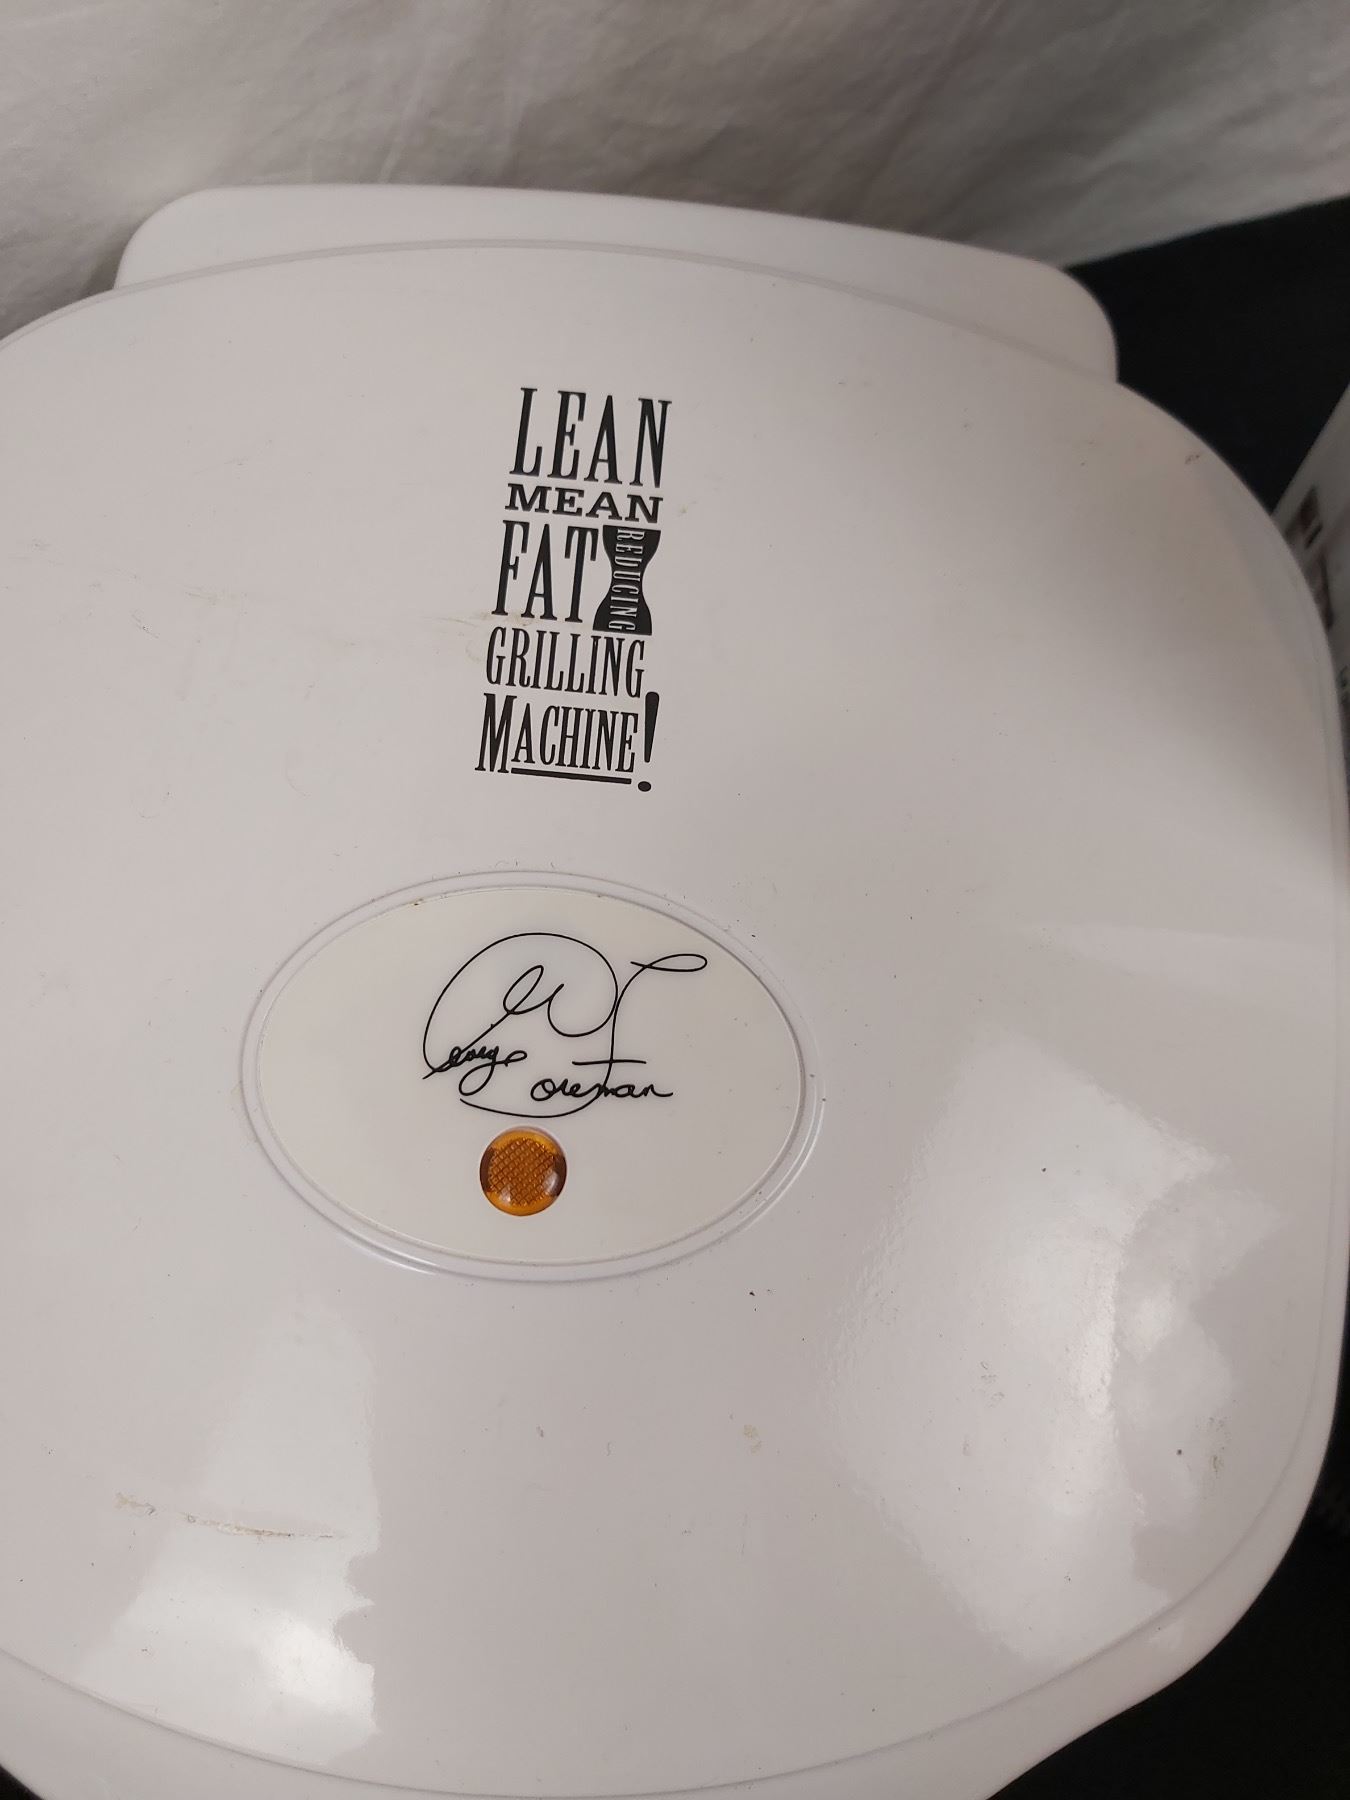 LEAN
MEAN
FAT REDUCING
GRILLING
MACHINE!
George Foreman